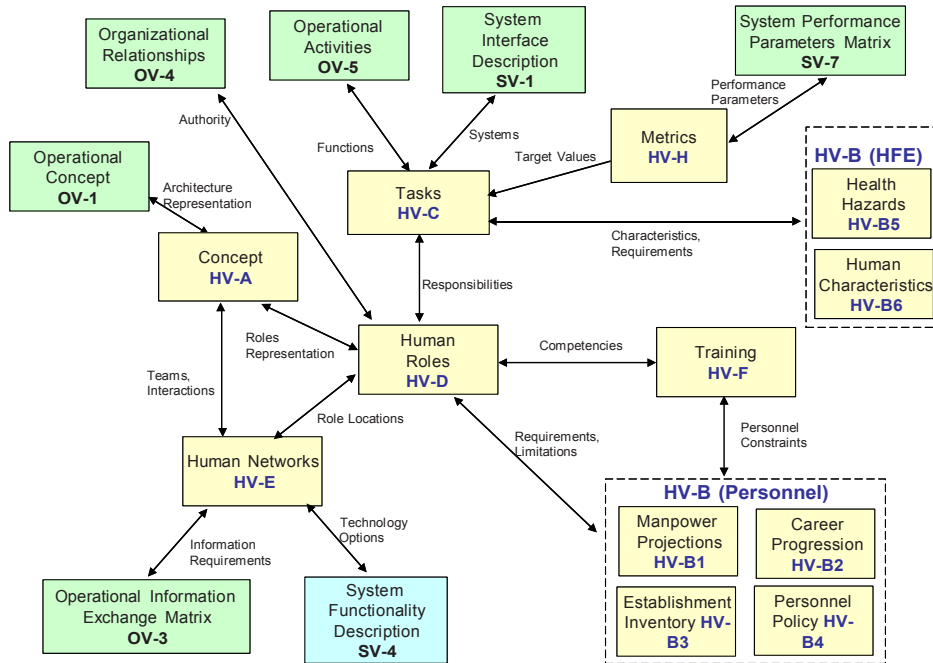 Organizational
Relationships
OV-4
Operational
Activities
OV-5
System
Interface
Description
SV-1
System Performance
Parameters Matrix
SV-7
Performance
Parameters
Authority
Functions
Systems
Target Values
Metrics
HV-H
HV-B (HFE)
Health
Hazards
HV-B5
Human
Characteristics
HV-B6
Operational
Concept
OV-1
Architecture
Representation
Tasks
HV-C
Characteristics,
Requirements
Concept
HV-A
Responsibilities
Roles
Representation
Human
Roles
HV-D
Competencies
Training
HV-F
Teams,
Interactions
Role Locations
Requirements,
Limitations
Personnel
Constraints
Human Networks
HV-E
Information
Requirements
Technology
Options
Operational Information
Exchange Matrix
OV-3
System
Functionality
Description
SV-4
HV-B (Personnel)
Manpower
Projections
HV-B1
Career
Progression
HV-B2
Establishment
Inventory HV-
B3
Personnel
Policy HV-
B4